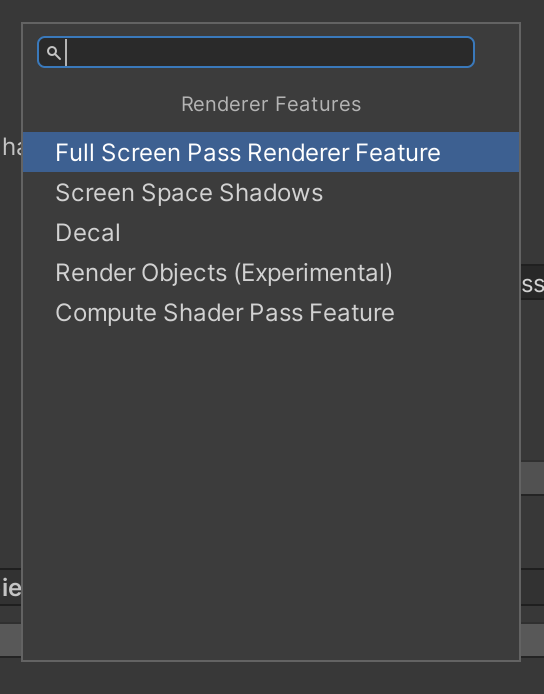 Renderer Features
ha
Full Screen Pass Renderer Feature
Screen Space Shadows
Decal
Render Objects (Experimental)
ss
Compute Shader Pass Feature
ie